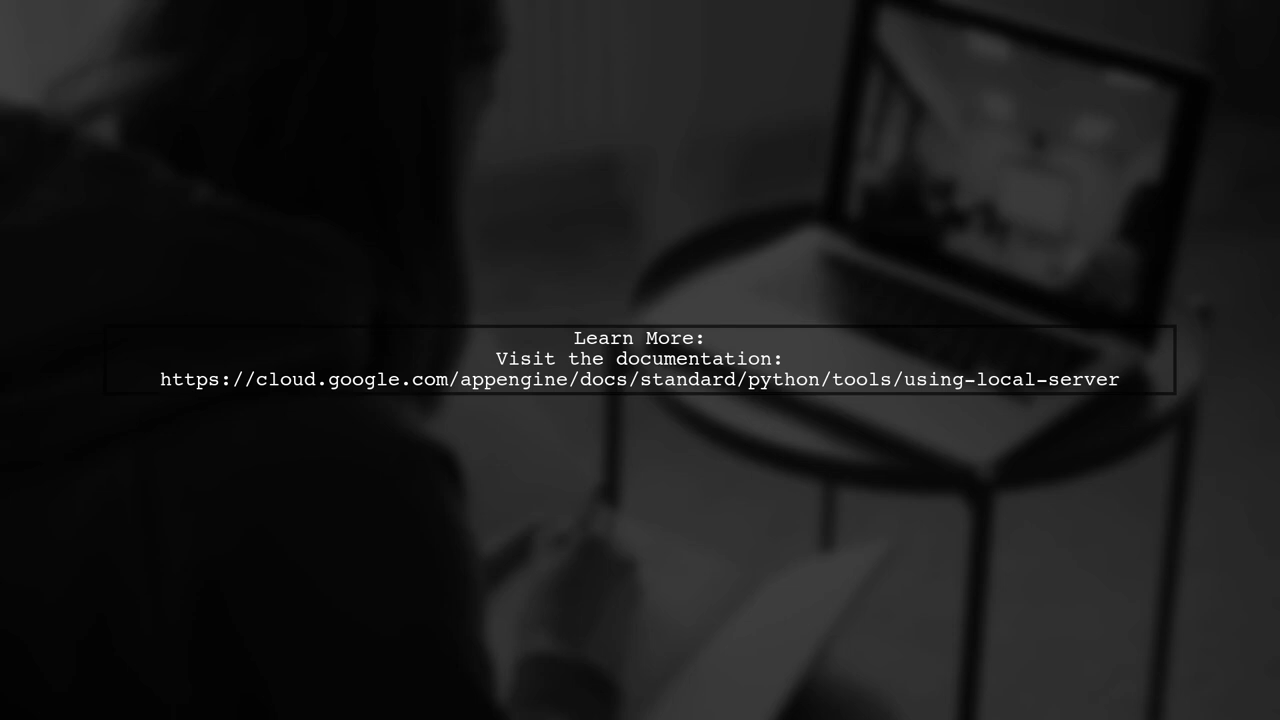 Learn More:
Visit the documentation:
https://cloud.google.com/appengine/docs/standard/python/tools/using-local-server